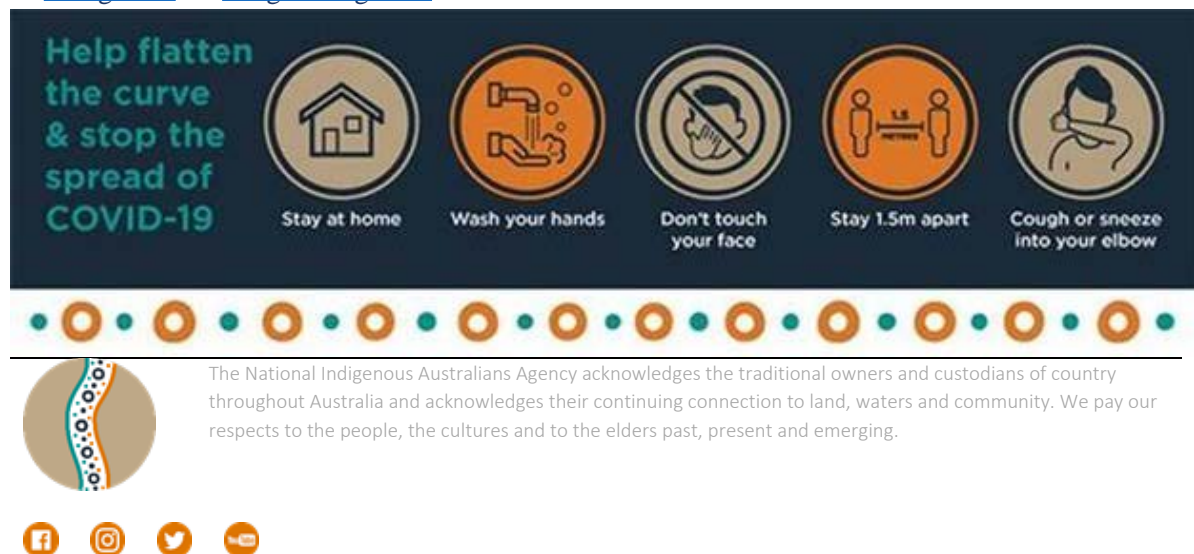 Help flatten
the curve
& stop the
spread of
COVID-19
Stay at home
Wash your hands
Don't touch
your face
1.5
METRES
Stay 1.5m apart
Cough or sneeze
into your elbow
The National Indigenous Australians Agency acknowledges the traditional owners and custodians of country
throughout Australia and acknowledges their continuing connection to land, waters and community. We pay our
respects to the people, the cultures and to the elders past, present and emerging.